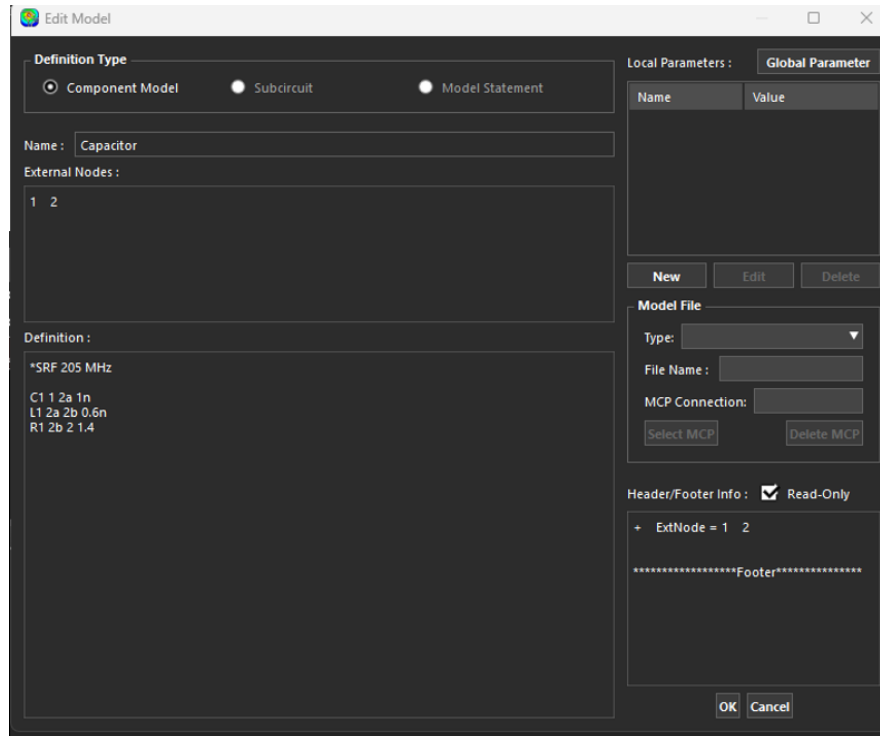 Edit Model
Definition Type
Component Model
Subcircuit
Model Statement
Name : Capacitor
External Nodes :
1 2
Definition :
*SRF 205 MHz
C1 1 2a 1n
L1 2a 2b 0.6n
R1 2b 2 1.4
Local Parameters : Global Parameter
Name Value
New Edit Delete
Model File
Type:
File Name :
MCP Connection:
Select MCP Delete MCP
Header/Footer Info : Read-Only
+ ExtNode = 1 2
******************Footer***************
OK Cancel